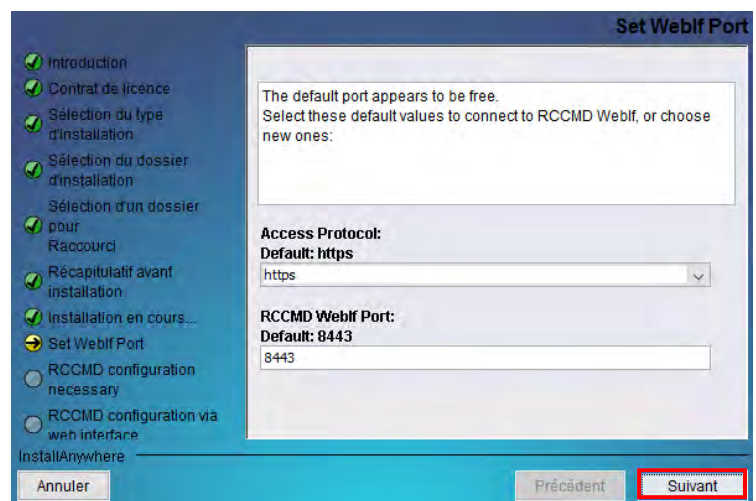 Set WebIf Port
Introduction
Contrat de licence
Sélection du type
d'installation
Sélection du dossier
d'installation
Sélection d'un dossier
pour
Raccourci
Récapitulatif avant
installation
Installation en cours...
Set WebIf Port
RCCMD configuration
necessary
RCCMD configuration via
web interface
The default port appears to be free.
Select these default values to connect to RCCMD WebIf, or choose
new ones:
Access Protocol:
Default: https
https
RCCMD WebIf Port:
Default: 8443
8443
InstallAnywhere
Annuler
Précédent
Suivant